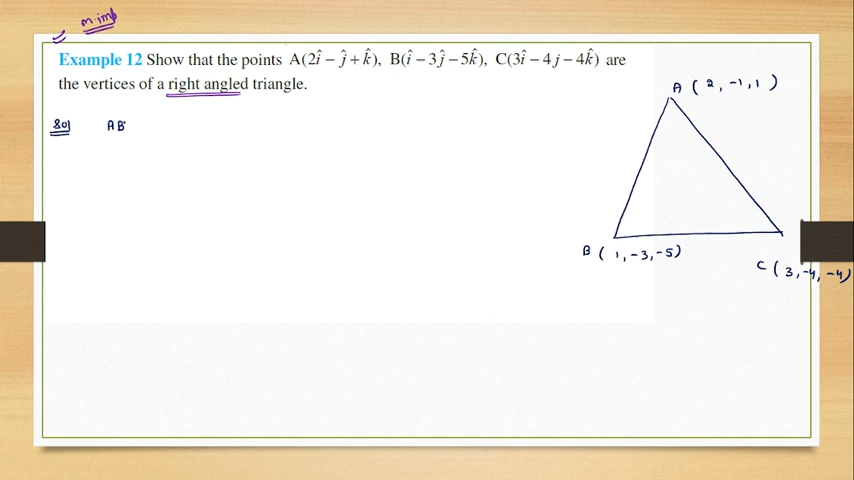 m.imp
Example 12 Show that the points A(2î − ĵ + k̂), B(î − 3ĵ − 5k̂), C(3î − 4j − 4k̂) are
the vertices of a right angled triangle.
A ( 2, -1, 1 )
Sol AB
B ( 1, -3, -5)
C ( 3, -4, -4)